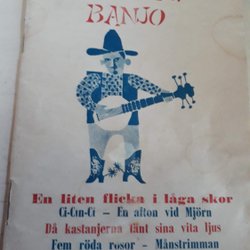 BANJO
En liten flicka i låga skor
Ci-Cin-Ci - En afton vid Mjörn
Då kastanjerna tänt sina vita ljus
Fem röda rosor - Månstrimman